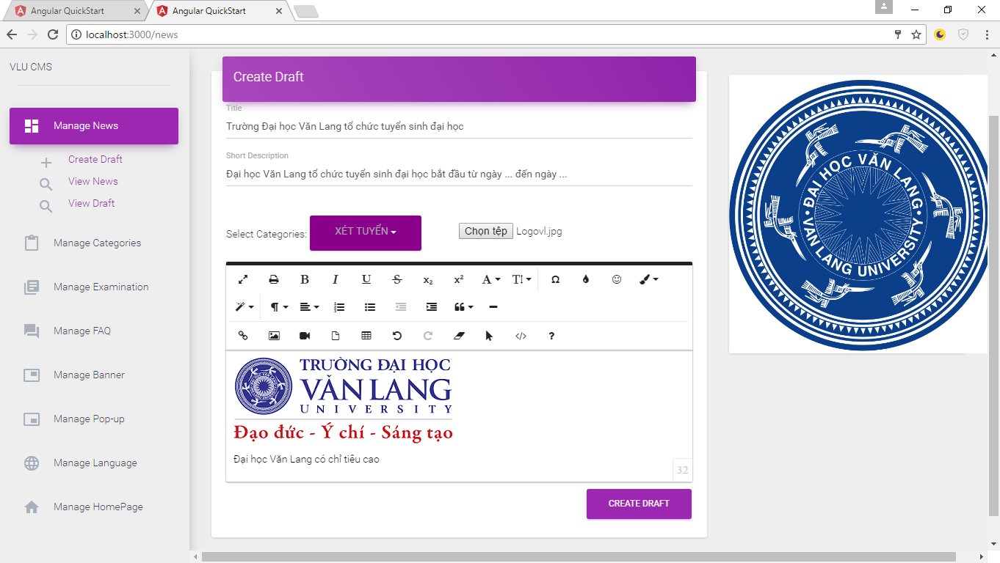 Angular QuickStart
Angular QuickStart
localhost:3000/news
VLU CMS
Manage News
Create Draft
View News
View Draft
Manage Categories
Manage Examination
Manage FAQ
Manage Banner
Manage Pop-up
Manage Language
Manage HomePage
Create Draft
Title
Trường Đại học Văn Lang tổ chức tuyển sinh đại học
Short Description
Đại học Văn Lang tổ chức tuyển sinh đại học bắt đầu từ ngày ... đến ngày ...
Select Categories: XÉT TUYỂN
Chọn tệp Logovl.jpg
TRƯỜNG ĐẠI HỌC
VĂN LANG
UNIVERSITY
Đạo đức - Ý chí - Sáng tạo
Đại học Văn Lang có chỉ tiêu cao
32
CREATE DRAFT
ĐẠI HỌC VĂN LANG
VAN LANG UNIVERSITY